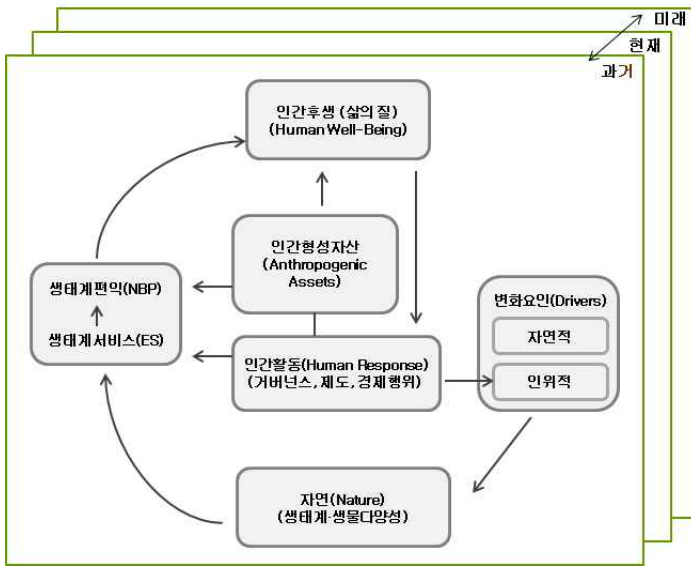 미래
현재
과거
인간후생 (삶의 질)
(Human Well-Being)
인간형성자산
(Anthropogenic
Assets)
생태계편익(NBP)
생태계서비스(ES)
변화요인(Drivers)
자연적
인위적
인간활동(Human Response)
(거버넌스, 제도, 경제행위)
자연(Nature)
(생태계·생물다양성)